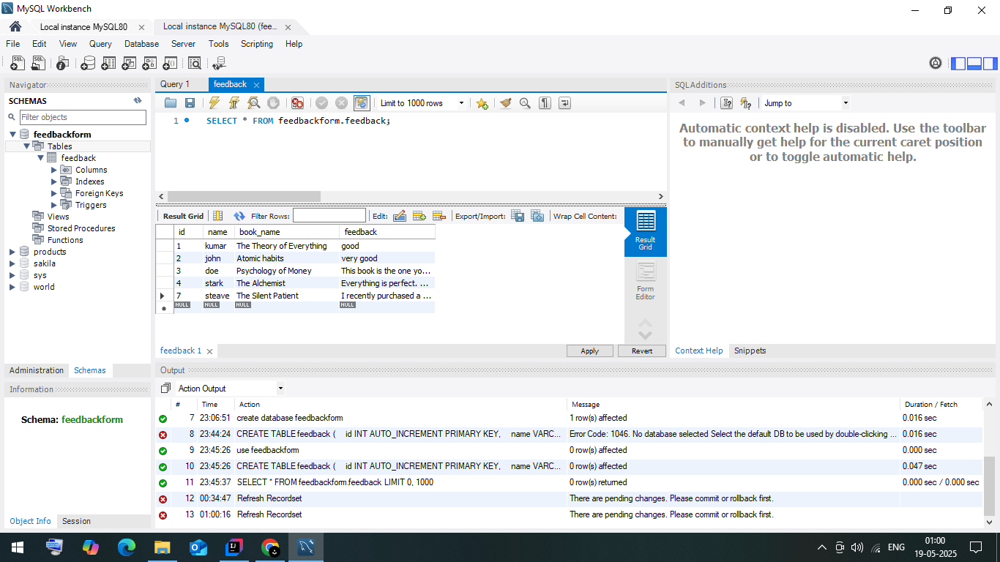 MySQL Workbench
Local instance MySQL80 Local instance MySQL80 (fee...
File Edit View Query Database Server Tools Scripting Help
Navigator
SCHEMAS
Filter objects
feedbackform
Tables
feedback
Columns
Indexes
Foreign Keys
Triggers
Views
Stored Procedures
Functions
products
sakila
sys
world
Administration Schemas
Information
Schema: feedbackform
Object Info Session
Query 1 feedback
Limit to 1000 rows
1 SELECT * FROM feedbackform.feedback;
Result Grid Filter Rows: Edit: Export/Import: Wrap Cell Content:
id name book_name feedback
1 kumar The Theory of Everything good
2 john Atomic habits very good
3 doe Psychology of Money This book is the one yo...
4 stark The Alchemist Everything is perfect. ...
7 steave The Silent Patient I recently purchased a ...
NULL NULL NULL NULL
Result
Grid
Form
Editor
feedback 1 Apply Revert
SQLAdditions
Jump to
Automatic context help is disabled. Use the toolbar
to manually get help for the current caret position
or to toggle automatic help.
Context Help Snippets
Output
Action Output
# Time Action Message Duration / Fetch
7 23:06:51 create database feedbackform 1 row(s) affected 0.016 sec
8 23:44:24 CREATE TABLE feedback ( id INT AUTO_INCREMENT PRIMARY KEY, name VARC... Error Code: 1046. No database selected Select the default DB to be used by double-clicking ... 0.016 sec
9 23:45:26 use feedbackform 0 row(s) affected 0.000 sec
10 23:45:26 CREATE TABLE feedback ( id INT AUTO_INCREMENT PRIMARY KEY, name VARC... 0 row(s) affected 0.047 sec
11 23:45:37 SELECT * FROM feedbackform.feedback LIMIT 0, 1000 0 row(s) returned 0.000 sec / 0.000 sec
12 00:34:47 Refresh Recordset There are pending changes. Please commit or rollback first.
13 01:00:16 Refresh Recordset There are pending changes. Please commit or rollback first.
ENG
01:00
19-05-2025